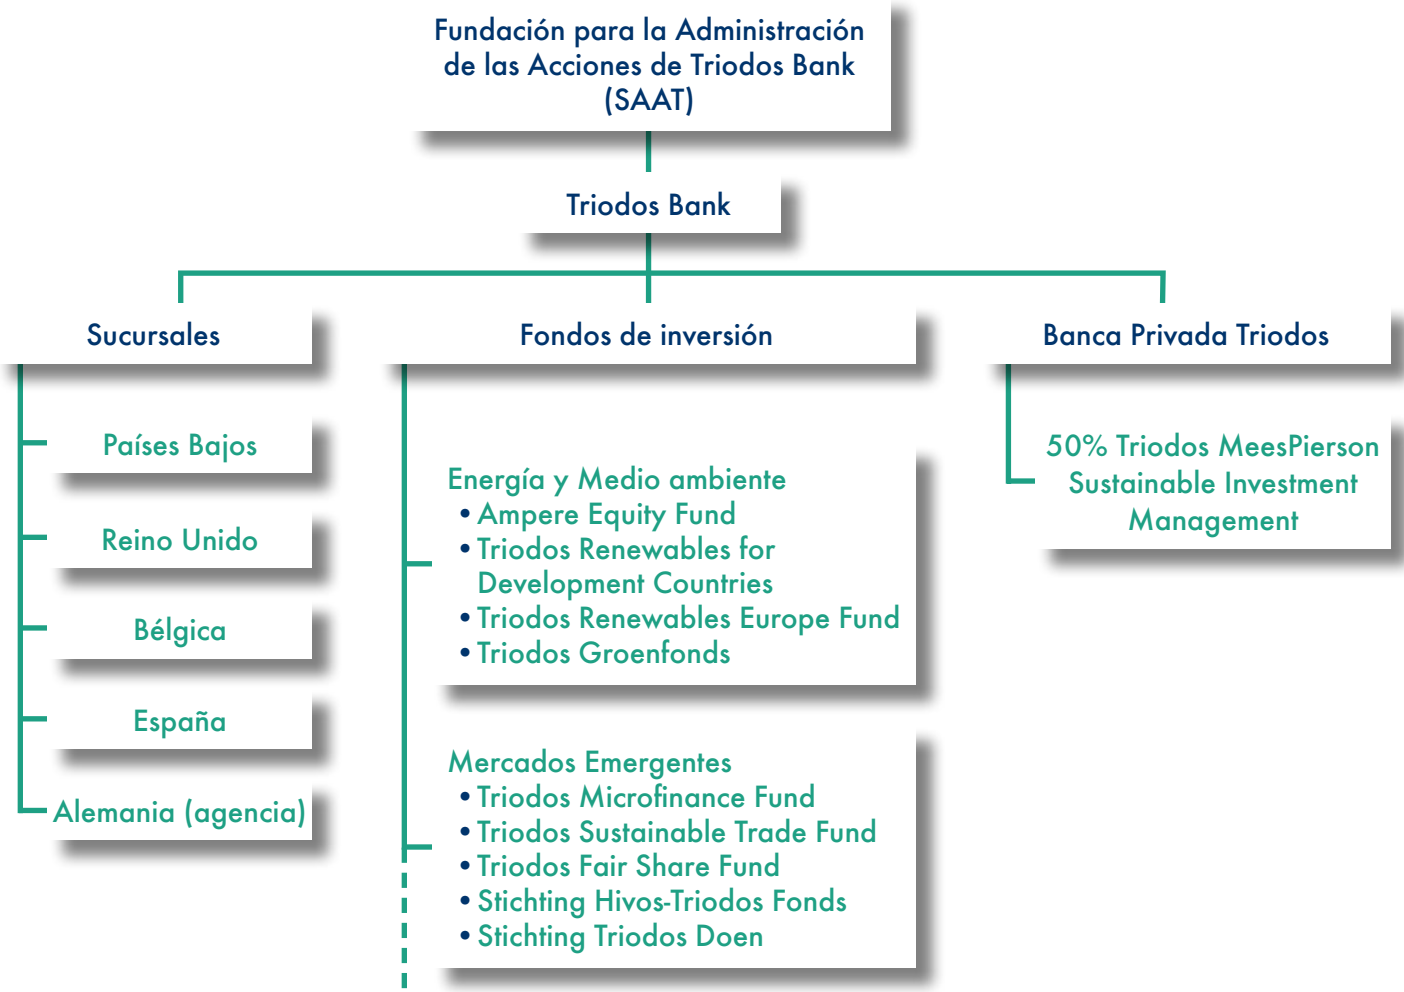 Fundación para la Administración
de las Acciones de Triodos Bank
(SAAT)
Triodos Bank
Sucursales
Países Bajos
Reino Unido
Bélgica
España
Alemania (agencia)
Fondos de inversión
Energía y Medio ambiente
• Ampere Equity Fund
• Triodos Renewables for
Development Countries
• Triodos Renewables Europe Fund
• Triodos Groenfonds
Mercados Emergentes
• Triodos Microfinance Fund
• Triodos Sustainable Trade Fund
• Triodos Fair Share Fund
• Stichting Hivos-Triodos Fonds
• Stichting Triodos Doen
Banca Privada Triodos
50% Triodos MeesPierson
Sustainable Investment
Management